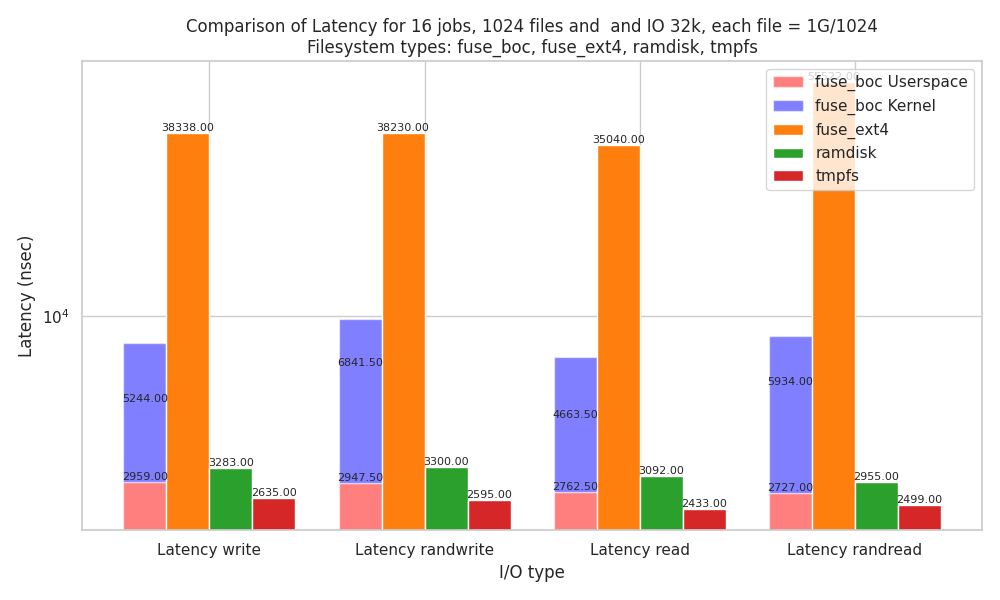 Comparison of Latency for 16 jobs, 1024 files and  and IO 32k, each file = 1G/1024
Filesystem types: fuse_boc, fuse_ext4, ramdisk, tmpfs
fuse_boc Userspace
fuse_boc Kernel
fuse_ext4
ramdisk
tmpfs
Latency (nsec)
10^4
5244.00
2959.00
38338.00
3283.00
2635.00
6841.50
2947.50
38230.00
3300.00
2595.00
4663.50
2762.50
35040.00
3092.00
2433.00
5934.00
2727.00
2955.00
2499.00
Latency write
Latency randwrite
Latency read
Latency randread
I/O type